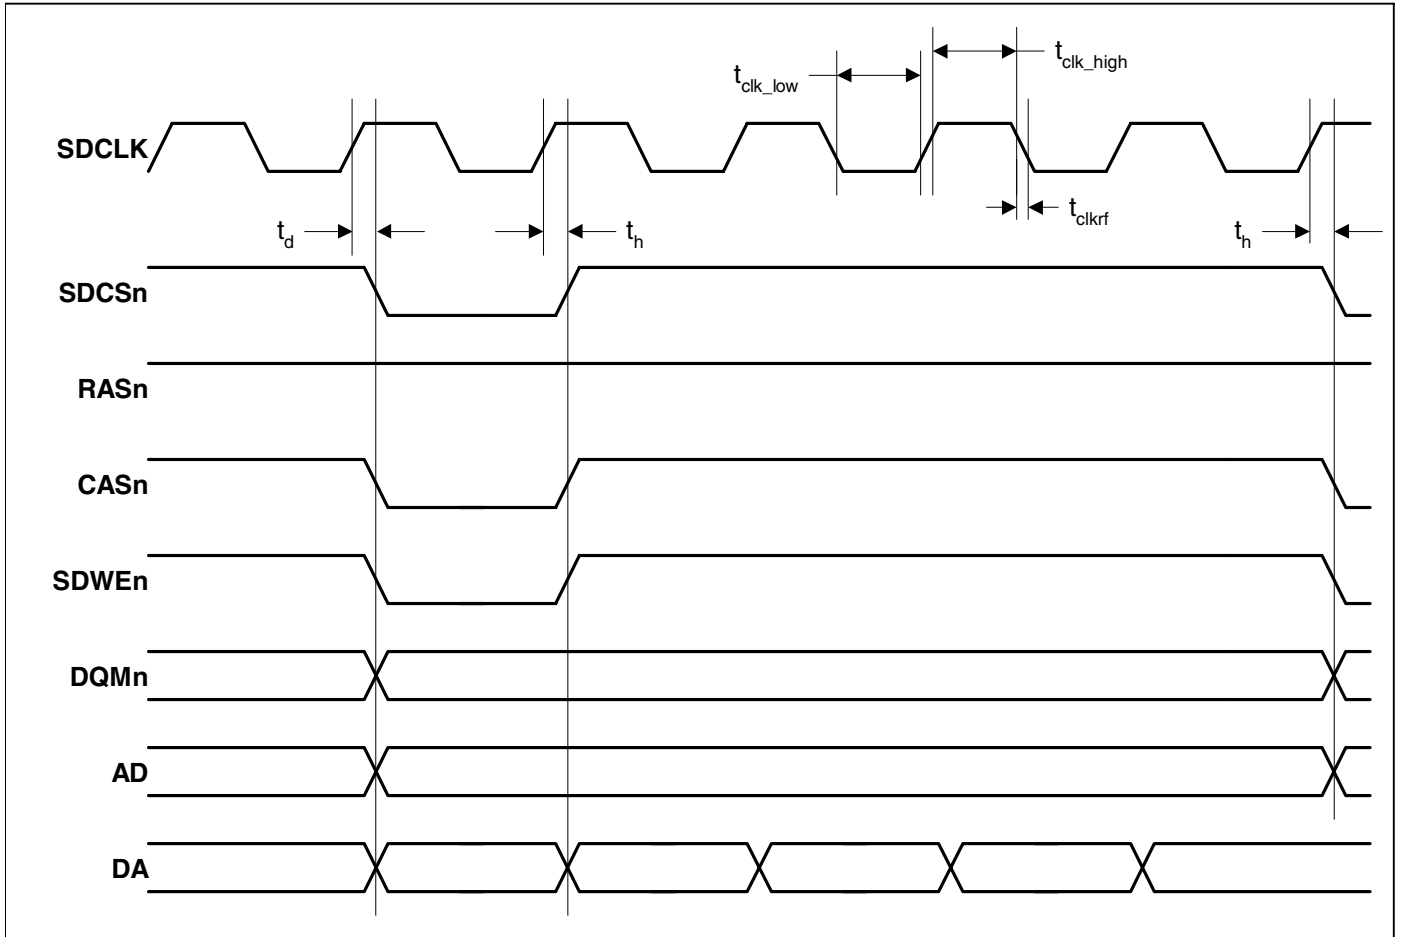 t_clk_high
t_clk_low
SDCLK
t_clkrf
t_d
t_h
t_h
SDCSn
RASn
CASn
SDWEn
DQMn
AD
DA